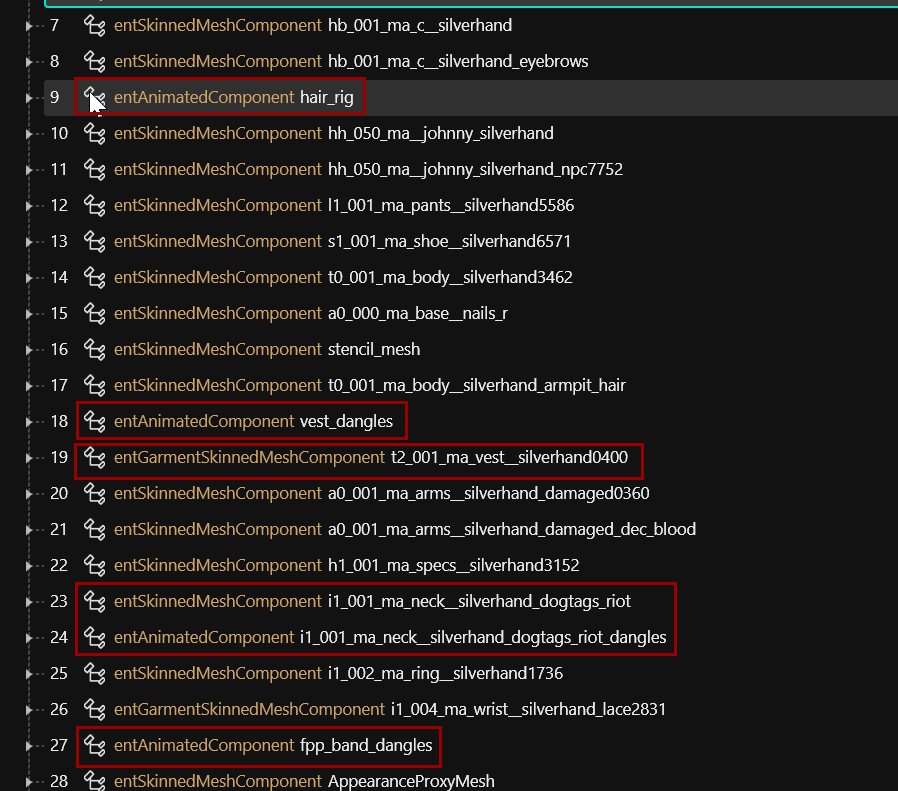 7 entSkinnedMeshComponent hb_001_ma_c__silverhand
8 entSkinnedMeshComponent hb_001_ma_c__silverhand_eyebrows
9 entAnimatedComponent hair_rig
10 entSkinnedMeshComponent hh_050_ma__johnny_silverhand
11 entSkinnedMeshComponent hh_050_ma__johnny_silverhand_npc7752
12 entSkinnedMeshComponent l1_001_ma_pants__silverhand5586
13 entSkinnedMeshComponent s1_001_ma_shoe__silverhand6571
14 entSkinnedMeshComponent t0_001_ma_body__silverhand3462
15 entSkinnedMeshComponent a0_000_ma_base__nails_r
16 entSkinnedMeshComponent stencil_mesh
17 entSkinnedMeshComponent t0_001_ma_body__silverhand_armpit_hair
18 entAnimatedComponent vest_dangles
19 entGarmentSkinnedMeshComponent t2_001_ma_vest__silverhand0400
20 entSkinnedMeshComponent a0_001_ma_arms__silverhand_damaged0360
21 entSkinnedMeshComponent a0_001_ma_arms__silverhand_damaged_dec_blood
22 entSkinnedMeshComponent h1_001_ma_specs__silverhand3152
23 entSkinnedMeshComponent i1_001_ma_neck__silverhand_dogtags_riot
24 entAnimatedComponent i1_001_ma_neck__silverhand_dogtags_riot_dangles
25 entSkinnedMeshComponent i1_002_ma_ring__silverhand1736
26 entGarmentSkinnedMeshComponent i1_004_ma_wrist__silverhand_lace2831
27 entAnimatedComponent fpp_band_dangles
28 entSkinnedMeshComponent AppearanceProxyMesh